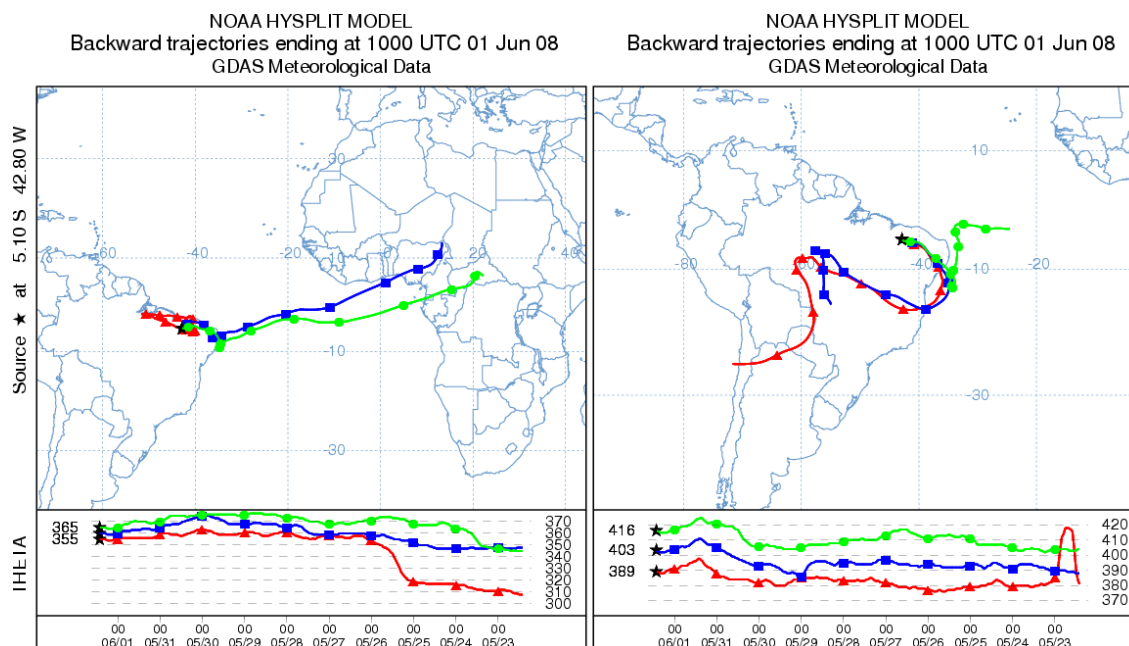 NOAA HYSPLIT MODEL
Backward trajectories ending at 1000 UTC 01 Jun 08
GDAS Meteorological Data
Source ★ at 5.10 S 42.80 W
30
-60 -40 -20 -10 0 20 40
-10
-30
THETA
365
355
370
360
350
340
330
320
310
300
00 00 00 00 00 00 00 00 00 00
06/01 05/31 05/30 05/29 05/28 05/27 05/26 05/25 05/24 05/23
NOAA HYSPLIT MODEL
Backward trajectories ending at 1000 UTC 01 Jun 08
GDAS Meteorological Data
10
-80 -60 -40 -10 -20
-30
416
403
389
420
410
400
390
380
370
00 00 00 00 00 00 00 00 00 00
06/01 05/31 05/30 05/29 05/28 05/27 05/26 05/25 05/24 05/23